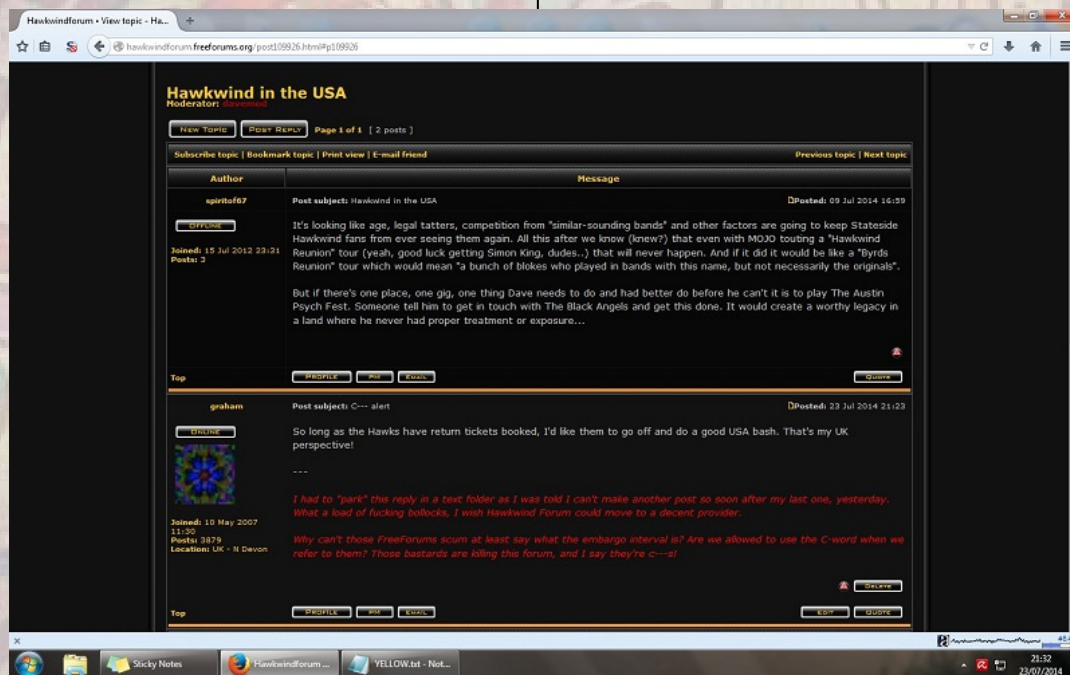 Hawkwindforum • View topic - Ha...
hawkwindforum.freeforums.org/post109926.html#p109926
Hawkwind in the USA
Moderator: davemod
NEW TOPIC POST REPLY Page 1 of 1 [ 2 posts ]
Subscribe topic | Bookmark topic | Print view | E-mail friend Previous topic | Next topic
Author Message
spiritof67 Post subject: Hawkwind in the USA Posted: 09 Jul 2014 16:59
OFFLINE
Joined: 15 Jul 2012 23:21
Posts: 3
It's looking like age, legal tatters, competition from "similar-sounding bands" and other factors are going to keep Stateside
Hawkwind fans from ever seeing them again. All this after we know (knew?) that even with MOJO touting a "Hawkwind
Reunion" tour (yeah, good luck getting Simon King, dudes..) that will never happen. And if it did it would be like a "Byrds
Reunion" tour which would mean "a bunch of blokes who played in bands with this name, but not necessarily the originals".
But if there's one place, one gig, one thing Dave needs to do and had better do before he can't it is to play The Austin
Psych Fest. Someone tell him to get in touch with The Black Angels and get this done. It would create a worthy legacy in
a land where he never had proper treatment or exposure...
Top PROFILE PM EMAIL QUOTE
graham Post subject: C--- alert Posted: 23 Jul 2014 21:23
ONLINE
Joined: 10 May 2007
11:30
Posts: 3879
Location: UK - N Devon
So long as the Hawks have return tickets booked, I'd like them to go off and do a good USA bash. That's my UK
perspective!
---
I had to "park" this reply in a text folder as I was told I can't make another post so soon after my last one, yesterday.
What a load of fucking bollocks, I wish Hawkwind Forum could move to a decent provider.
Why can't those FreeForums scum at least say what the embargo interval is? Are we allowed to use the C-word when we
refer to them? Those bastards are killing this forum, and I say they're c---s!
DELETE
Top PROFILE PM EMAIL EDIT QUOTE
Sticky Notes Hawkwindforum ... YELLOW.txt - Not... 21:32
23/07/2014